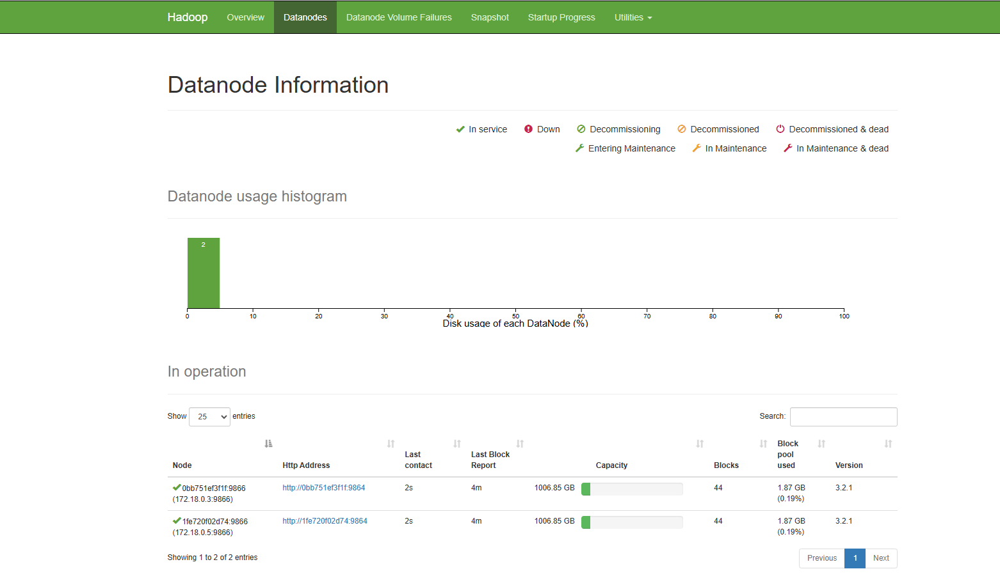 Hadoop Overview Datanodes Datanode Volume Failures Snapshot Startup Progress Utilities
Datanode Information
In service Down Decommissioning Decommissioned Decommissioned & dead
Entering Maintenance In Maintenance In Maintenance & dead
Datanode usage histogram
2
0 10 20 30 40 50 60 70 80 90 100
Disk usage of each DataNode (%)
In operation
Show 25 entries Search:
Node Http Address Last contact Last Block Report Capacity Blocks Block pool used Version
0bb751ef3f1f:9866 http://0bb751ef3f1f:9864 2s 4m 1006.85 GB 44 1.87 GB 3.2.1
(172.18.0.3:9866) (0.19%)
1fe720f02d74:9866 http://1fe720f02d74:9864 2s 4m 1006.85 GB 44 1.87 GB 3.2.1
(172.18.0.5:9866) (0.19%)
Showing 1 to 2 of 2 entries Previous 1 Next